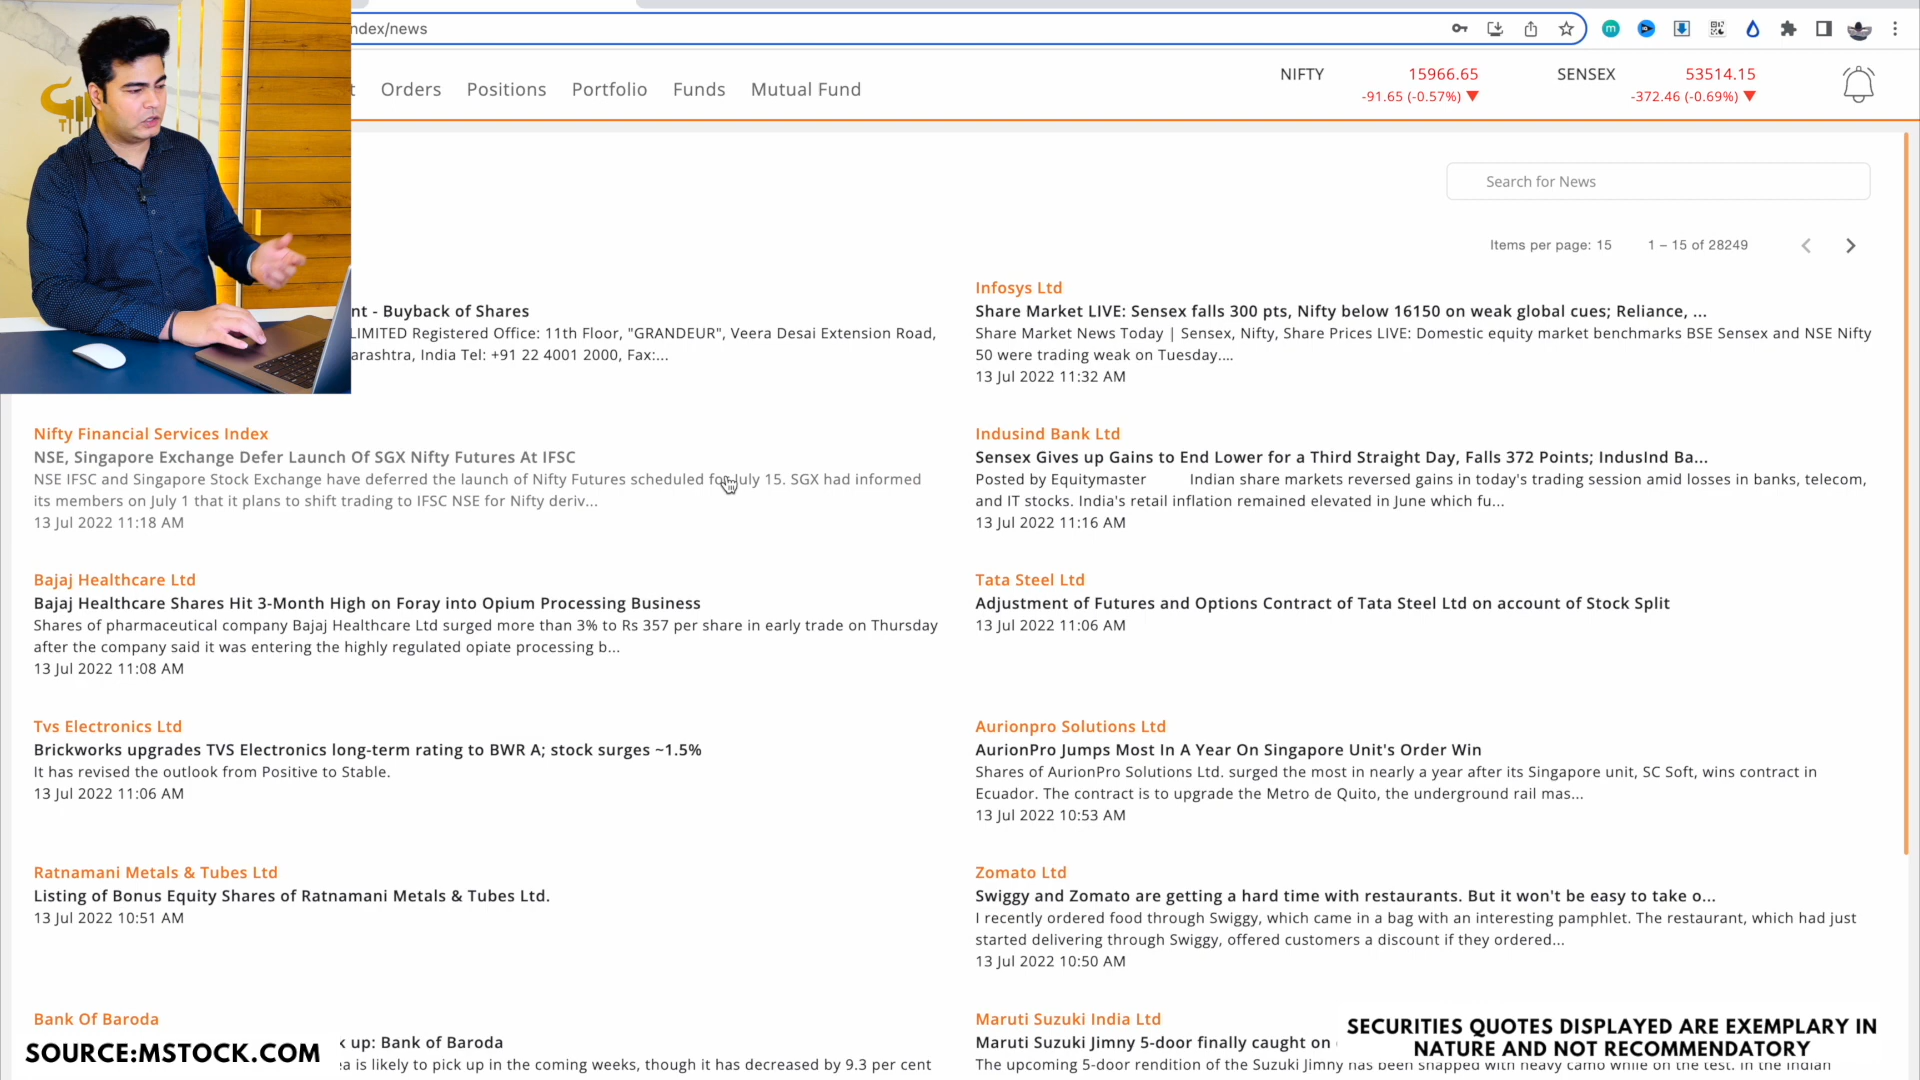 ndex/news
Orders Positions Portfolio Funds Mutual Fund
NIFTY 15966.65 SENSEX 53514.15
-91.65 (-0.57%) ▼ -372.46 (-0.69%) ▼
Search for News
Items per page: 15 1 – 15 of 28249
nt - Buyback of Shares
LIMITED Registered Office: 11th Floor, "GRANDEUR", Veera Desai Extension Road,
arashtra, India Tel: +91 22 4001 2000, Fax:...
Infosys Ltd
Share Market LIVE: Sensex falls 300 pts, Nifty below 16150 on weak global cues; Reliance, ...
Share Market News Today | Sensex, Nifty, Share Prices LIVE: Domestic equity market benchmarks BSE Sensex and NSE Nifty
50 were trading weak on Tuesday....
13 Jul 2022 11:32 AM
Nifty Financial Services Index
NSE, Singapore Exchange Defer Launch Of SGX Nifty Futures At IFSC
NSE IFSC and Singapore Stock Exchange have deferred the launch of Nifty Futures scheduled for July 15. SGX had informed
its members on July 1 that it plans to shift trading to IFSC NSE for Nifty deriv...
13 Jul 2022 11:18 AM
Indusind Bank Ltd
Sensex Gives up Gains to End Lower for a Third Straight Day, Falls 372 Points; IndusInd Ba...
Posted by Equitymaster Indian share markets reversed gains in today's trading session amid losses in banks, telecom,
and IT stocks. India's retail inflation remained elevated in June which fu...
13 Jul 2022 11:16 AM
Bajaj Healthcare Ltd
Bajaj Healthcare Shares Hit 3-Month High on Foray into Opium Processing Business
Shares of pharmaceutical company Bajaj Healthcare Ltd surged more than 3% to Rs 357 per share in early trade on Thursday
after the company said it was entering the highly regulated opiate processing b...
13 Jul 2022 11:08 AM
Tata Steel Ltd
Adjustment of Futures and Options Contract of Tata Steel Ltd on account of Stock Split
13 Jul 2022 11:06 AM
Tvs Electronics Ltd
Brickworks upgrades TVS Electronics long-term rating to BWR A; stock surges ~1.5%
It has revised the outlook from Positive to Stable.
13 Jul 2022 11:06 AM
Aurionpro Solutions Ltd
AurionPro Jumps Most In A Year On Singapore Unit's Order Win
Shares of AurionPro Solutions Ltd. surged the most in nearly a year after its Singapore unit, SC Soft, wins contract in
Ecuador. The contract is to upgrade the Metro de Quito, the underground rail mas...
13 Jul 2022 10:53 AM
Ratnamani Metals & Tubes Ltd
Listing of Bonus Equity Shares of Ratnamani Metals & Tubes Ltd.
13 Jul 2022 10:51 AM
Zomato Ltd
Swiggy and Zomato are getting a hard time with restaurants. But it won't be easy to take o...
I recently ordered food through Swiggy, which came in a bag with an interesting pamphlet. The restaurant, which had just
started delivering through Swiggy, offered customers a discount if they ordered...
13 Jul 2022 10:50 AM
Bank Of Baroda
k up: Bank of Baroda
ea is likely to pick up in the coming weeks, though it has decreased by 9.3 per cent
Maruti Suzuki India Ltd
Maruti Suzuki Jimny 5-door finally caught on
The upcoming 5-door rendition of the Suzuki Jimny has been snapped with heavy camo while on the test. In the Indian
SOURCE:MSTOCK.COM
SECURITIES QUOTES DISPLAYED ARE EXEMPLARY IN
NATURE AND NOT RECOMMENDATORY